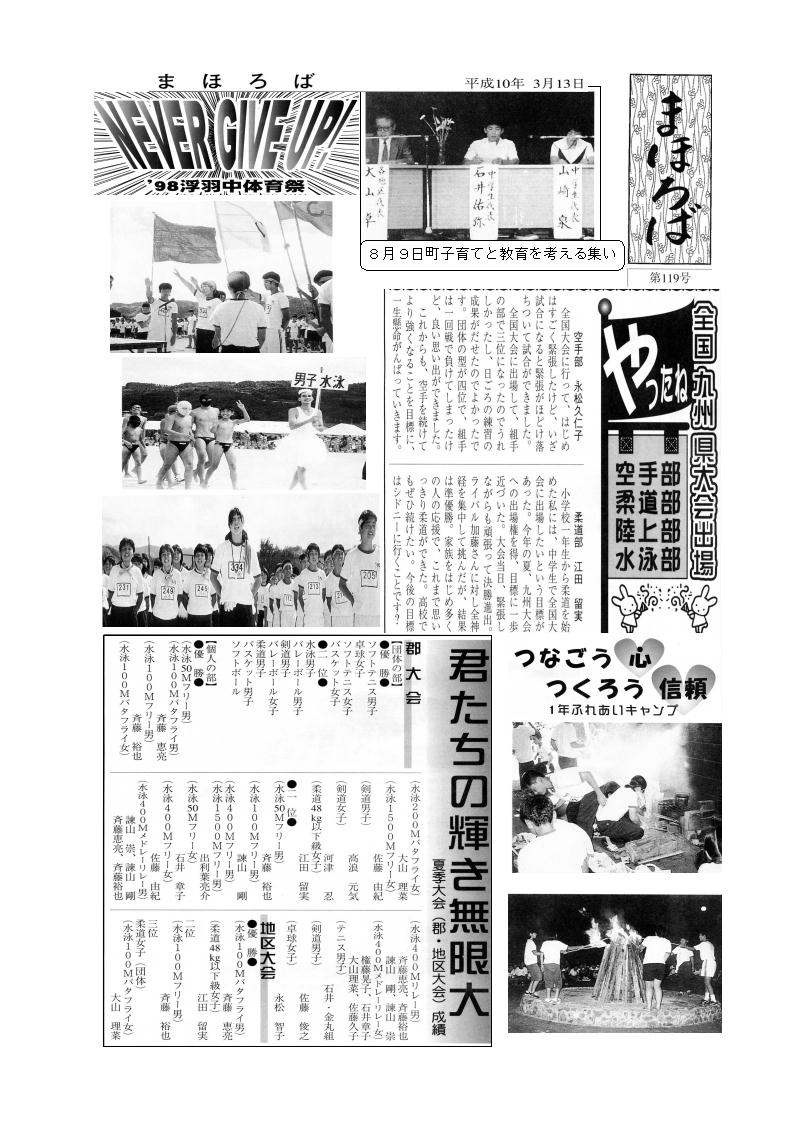 まほろば
平成10年 3月13日
NEVER GIVE UP!
'98浮羽中体育祭
各地区代表
大山 卓
中学生代表
石井佑弥
中学生代表
山崎 泉
8月9日町子育てと教育を考える集い
まほろば
第119号
男子水泳
231
249
245
334
205
全国 九州 県大会出場
やったね
空手部
柔道部
陸上部
水泳部
空手部 永松久仁子
全国大会に行って、はじめ
はすごく緊張したけど、いざ
試合になると緊張がほどけ落
ちついて試合ができました。
全国大会に出場して、組手
の部で三位になったのでうれ
しかったし、日ごろの練習の
成果がだせたのでよかったで
す。団体の型が四位で、組手
は一回戦で負けてしまったけ
ど、良い思い出ができました。
これからも、空手を続けて
より強くなることを目標に、
一生懸命がんばっていきます。
柔道部 江田 留実
小学校一年生から柔道を始
めた私には、中学生で全国大
会に出場したいという目標が
あった。今年の夏、九州大会
への出場権を得、目標に一歩
近づいた。大会当日、緊張し
ながらも頑張って決勝進出。
ライバル加藤さんに対し全神
経を集中して挑んだが、結果
は準優勝。家族をはじめ多く
の人の応援で、これまで思い
っきり柔道ができた。高校で
もぜひ続けたい。今後の目標
はシドニーに行くことです?
つなごう 心
つくろう 信頼
1年ふれあいキャンプ
君たちの輝き無限大
夏季大会(郡・地区大会)成績
郡大会
【団体の部】
●優勝●
ソフトテニス男子
卓球女子
ソフトテニス女子
バスケット女子
●二位●
水泳男子
バレーボール男子
剣道男子
バレーボール女子
柔道男子
バスケット男子
ソフトボール
【個人の部】
●優勝●
(水泳50Mフリー男)
(水泳100Mバタフライ男)
斉藤 恵亮
(水泳100Mフリー男)
斉藤 裕也
(水泳100Mバタフライ女)
大山 理菜
(水泳200Mバタフライ女)
(水泳1500Mフリー女)
佐藤 由紀
(剣道男子)
高浪 元気
(剣道女子)
河津 忍
(柔道48kg以下級女子)
江田 留実
●二位●
(水泳50Mフリー男)
斉藤 裕也
(水泳100Mフリー男)
諫山 剛
(水泳400Mフリー男)
(水泳1500Mフリー男)
出利葉亮介
(水泳50Mフリー女)
石井 章子
(水泳400Mフリー女)
佐藤 由紀
(水泳400Mメドレーリレー男)
諫山 崇、諫山 剛
斉藤恵亮、斉藤裕也
(水泳400Mリレー男)
斉藤恵亮、斉藤裕也
諫山 剛、諫山 崇
(水泳400Mメドレーリレー女)
権藤晃子、石井章子
大山理菜、佐藤久子
(テニス男子)
石井・金丸組
(剣道男子)
佐藤 俊之
(卓球女子)
永松 智子
地区大会
●優勝●
(水泳100Mバタフライ男)
斉藤 恵亮
(柔道48kg以下級女子)
江田 留実
二位
(水泳100Mフリー男)
斉藤 裕也
三位
柔道女子(団体)
(水泳100Mバタフライ女)
大山 理菜